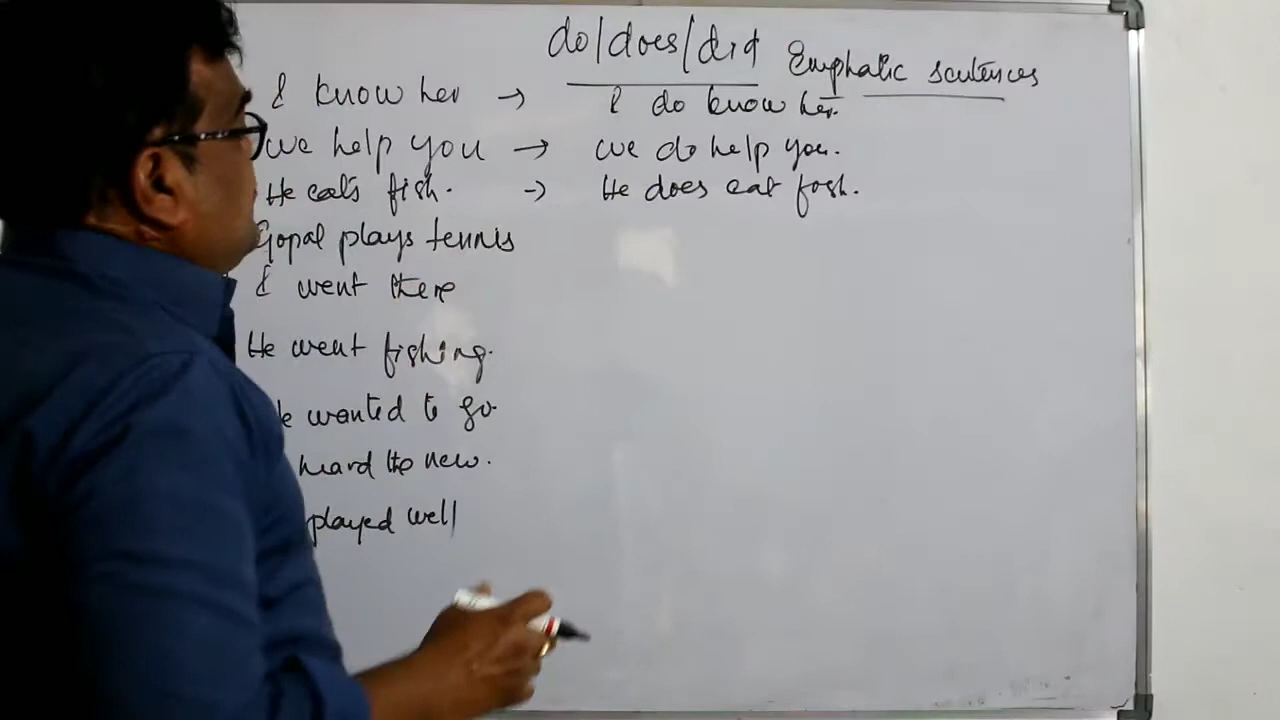 do/does/did Emphatic sentences
I know her → I do know her.
we help you → we do help you.
He eats fish. → He does eat fish.
Gopal plays tennis
I went there
He went fishing.
wanted to go.
heard the new.
played well